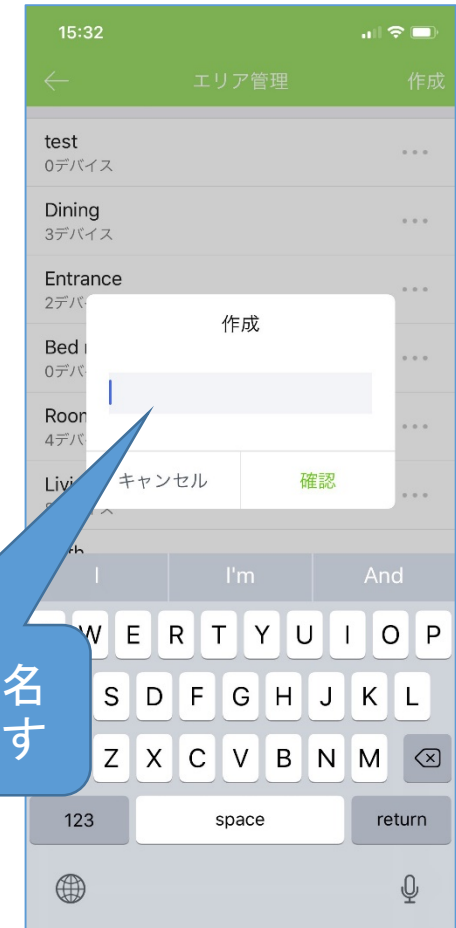 15:32
エリア管理
作成
test
0デバイス
Dining
3デバイス
Entrance
2デバ
Bed
0デバ
Roon
4デバ
作成
キャンセル
確認
Livi
I
I'm
And
W E R T Y U I O P
S D F G H J K L
Z X C V B N M
123
space
return
名
す